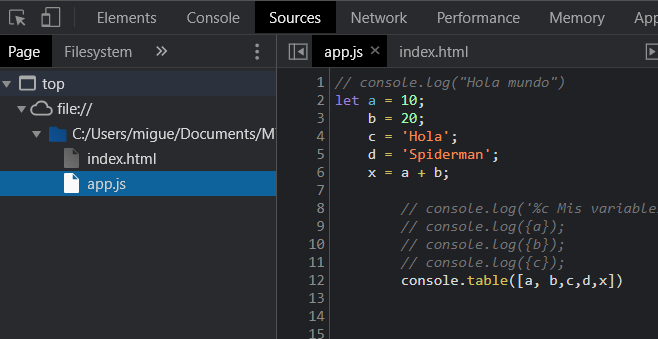 Elements Console Sources Network Performance Memory
Page Filesystem » app.js × index.html
top
file://
C:/Users/migue/Documents/M
index.html
app.js
1 // console.log("Hola mundo")
2 let a = 10;
3 b = 20;
4 c = 'Hola';
5 d = 'Spiderman';
6 x = a + b;
7
8 // console.log('%c Mis variable
9 // console.log({a});
10 // console.log({b});
11 // console.log({c});
12 console.table([a, b,c,d,x])
13
14
15